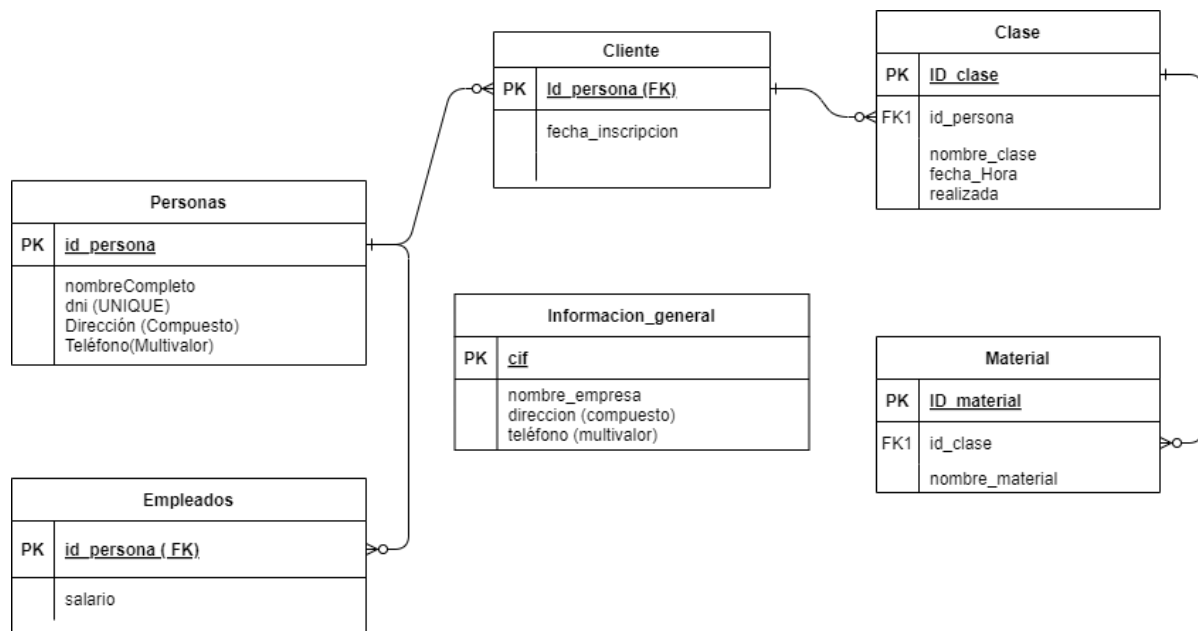 Cliente
PK Id_persona (FK)
fecha_inscripcion
Clase
PK ID_clase
FK1 id_persona
nombre_clase
fecha_Hora
realizada
Personas
PK id_persona
nombreCompleto
dni (UNIQUE)
Dirección (Compuesto)
Teléfono(Multivalor)
Informacion_general
PK cif
nombre_empresa
direccion (compuesto)
teléfono (multivalor)
Material
PK ID_material
FK1 id_clase
nombre_material
Empleados
PK id_persona ( FK)
salario